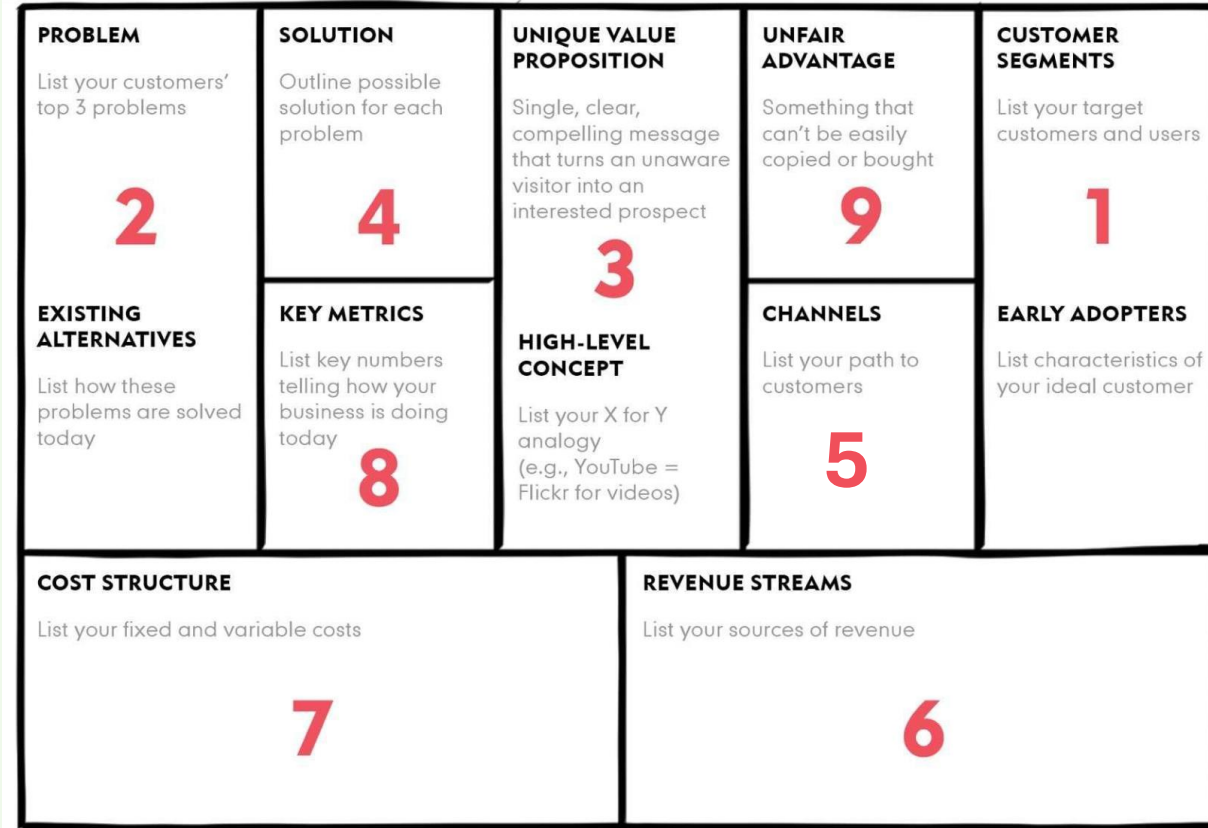 PROBLEM
List your customers'
top 3 problems
2
EXISTING
ALTERNATIVES
List how these
problems are solved
today
SOLUTION
Outline possible
solution for each
problem
4
KEY METRICS
List key numbers
telling how your
business is doing
today
8
UNIQUE VALUE
PROPOSITION
Single, clear,
compelling message
that turns an unaware
visitor into an
interested prospect
3
HIGH-LEVEL
CONCEPT
List your X for Y
analogy
(e.g., YouTube =
Flickr for videos)
UNFAIR
ADVANTAGE
Something that
can't be easily
copied or bought
9
CHANNELS
List your path to
customers
5
CUSTOMER
SEGMENTS
List your target
customers and users
1
EARLY ADOPTERS
List characteristics of
your ideal customer
COST STRUCTURE
List your fixed and variable costs
7
REVENUE STREAMS
List your sources of revenue
6